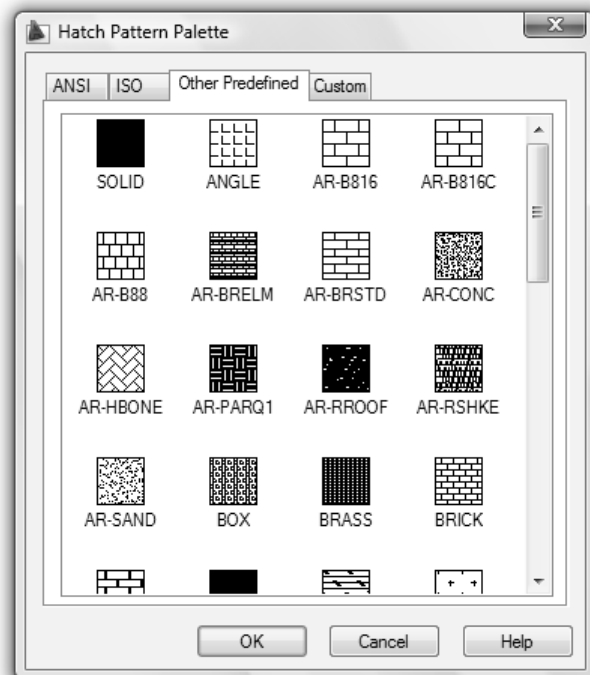 Hatch Pattern Palette
ANSI ISO Other Predefined Custom
SOLID ANGLE AR-B816 AR-B816C
AR-B88 AR-BRELM AR-BRSTD AR-CONC
AR-HBONE AR-PARQ1 AR-RROOF AR-RSHKE
AR-SAND BOX BRASS BRICK
OK Cancel Help